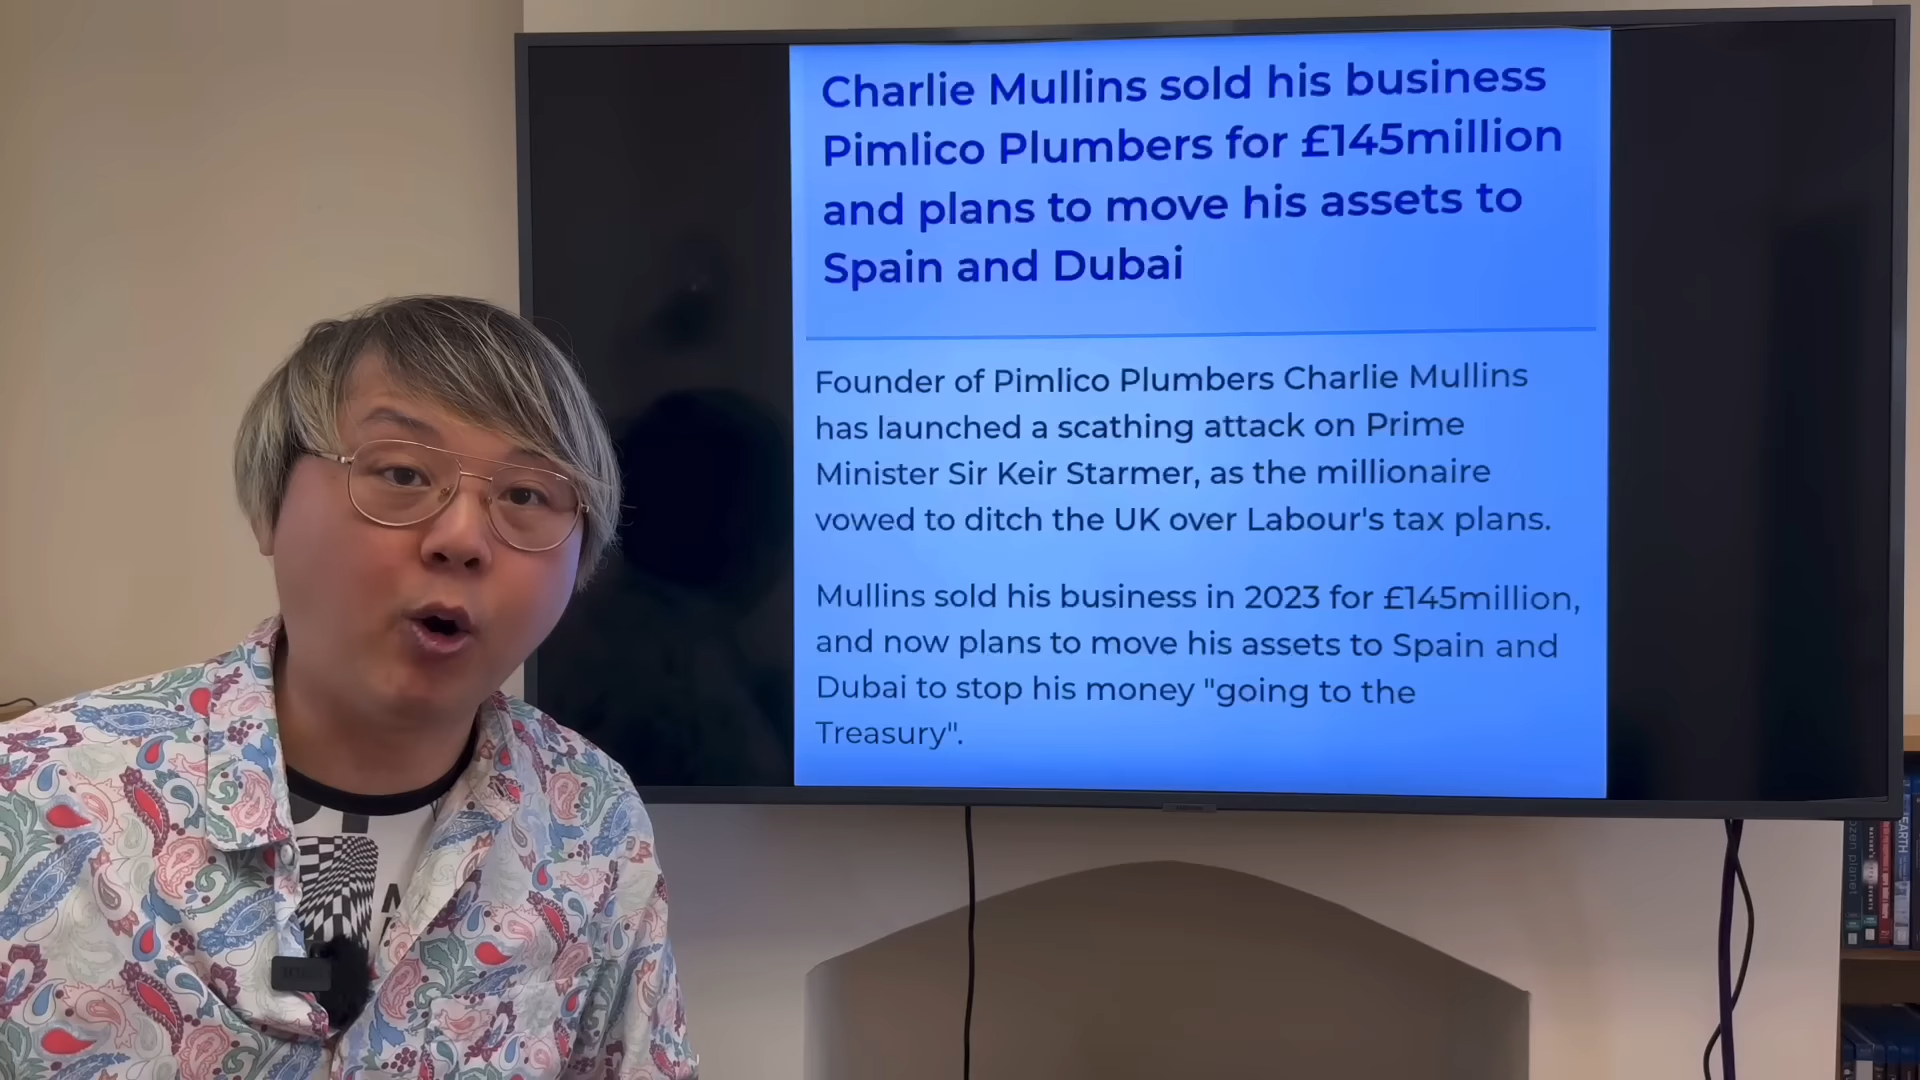 Charlie Mullins sold his business
Pimlico Plumbers for £145million
and plans to move his assets to
Spain and Dubai
Founder of Pimlico Plumbers Charlie Mullins
has launched a scathing attack on Prime
Minister Sir Keir Starmer, as the millionaire
vowed to ditch the UK over Labour's tax plans.
Mullins sold his business in 2023 for £145million,
and now plans to move his assets to Spain and
Dubai to stop his money "going to the
Treasury".
A
EARTH
ozen planet